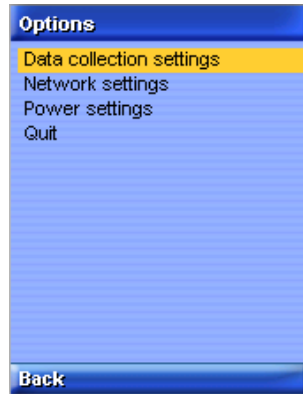 Options
Data collection settings
Network settings
Power settings
Quit
Back